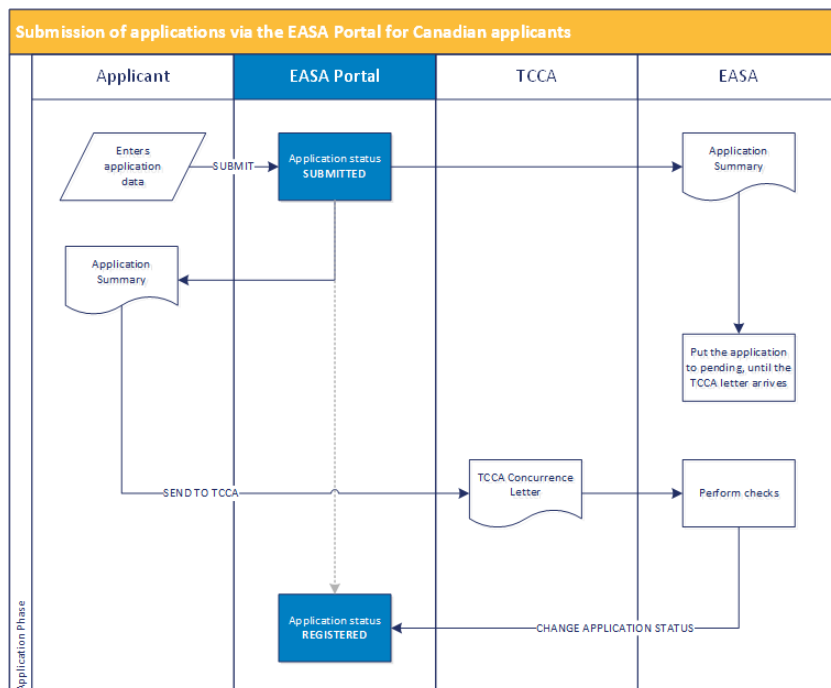 Submission of applications via the EASA Portal for Canadian applicants
Applicant
EASA Portal
TCCA
EASA
Enters
application
data
SUBMIT
Application status
SUBMITTED
Application
Summary
Application
Summary
Put the application
to pending, until the
TCCA letter arrives
SEND TO TCCA
TCCA Concurrence
Letter
Perform checks
Application status
REGISTERED
CHANGE APPLICATION STATUS
Application Phase